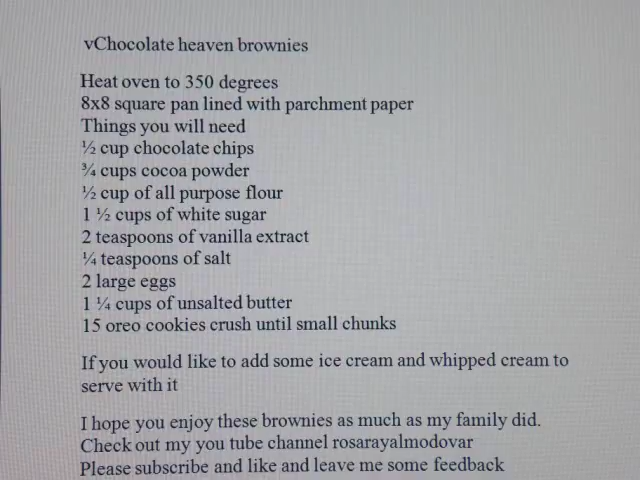 vChocolate heaven brownies
Heat oven to 350 degrees
8x8 square pan lined with parchment paper
Things you will need
½ cup chocolate chips
¾ cups cocoa powder
½ cup of all purpose flour
1 ½ cups of white sugar
2 teaspoons of vanilla extract
¼ teaspoons of salt
2 large eggs
1 ¼ cups of unsalted butter
15 oreo cookies crush until small chunks
If you would like to add some ice cream and whipped cream to
serve with it
I hope you enjoy these brownies as much as my family did.
Check out my you tube channel rosarayalmodovar
Please subscribe and like and leave me some feedback